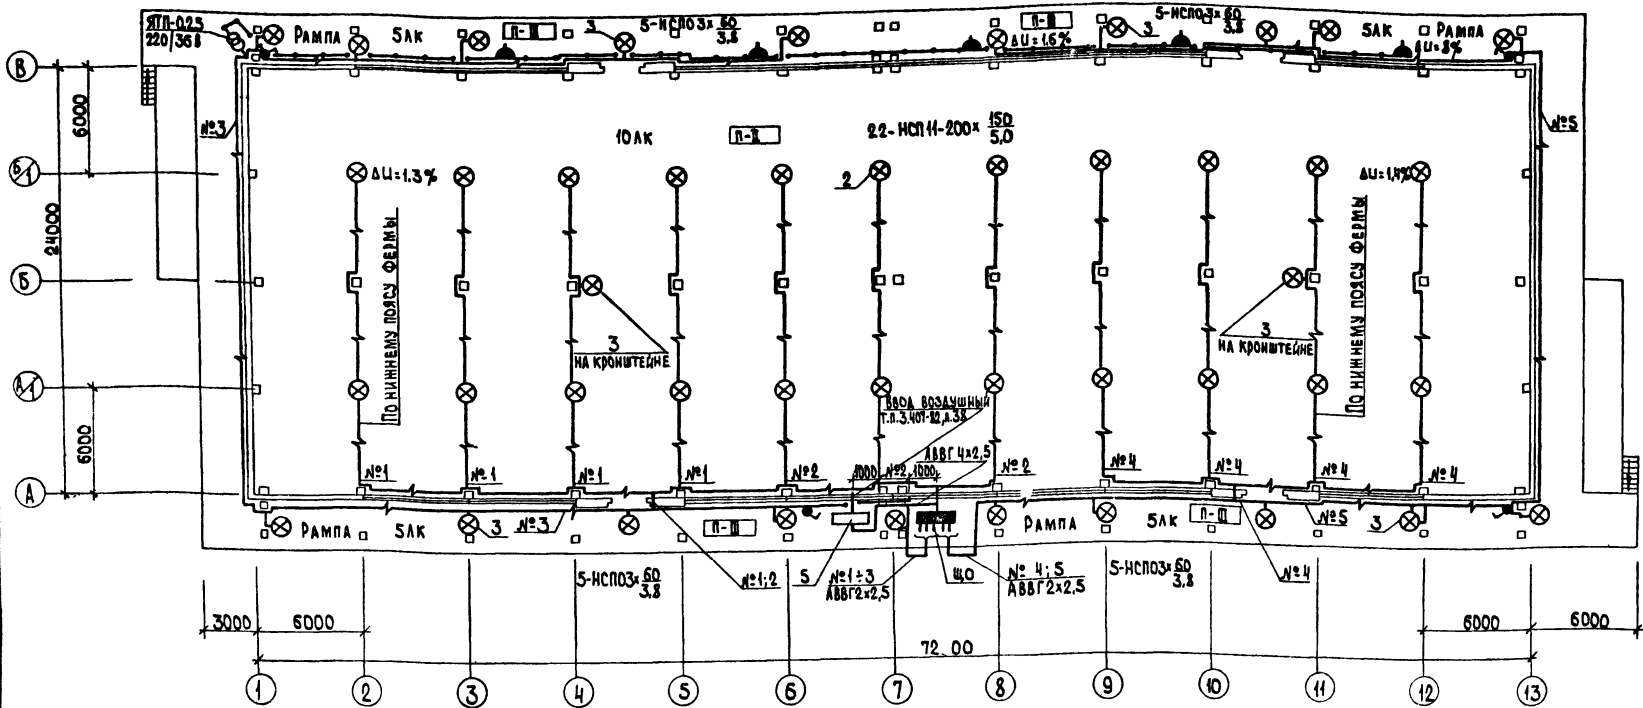 ЯТП-0.25
220/36В
РАМПА 5ЛК П-III 3 5-НСП03× 60/3,8
П-III ΔU=1.6% 3 5-НСП03× 60/3,8 5ЛК РАМПА
ΔU=2%
В
6000
№3
10ЛК П-II 22-НСП11-200× 150/5,0
№5
Б/1
ΔU=1.3%
2
ΔU=1,4%
24000
По нижнему поясу фермы
По нижнему поясу фермы
Б
3
НА КРОНШТЕЙНЕ
3
НА КРОНШТЕЙНЕ
А/1
6000
ВВОД ВОЗДУШНЫЙ
Т.П.3.407-82,л.38
АВВГ4×2,5
№1 №1 №1 №1 №2 1000 №2 1000 №2 №4 №4 №4 №4
А
РАМПА 5ЛК 3 №3 П-III РАМПА 5ЛК П-III №5 3
5-НСП03× 60/3,8 №1;2 5 №1÷3 ЩО № 4;5 5-НСП03× 60/3,8 №4
АВВГ2×2,5 АВВГ2×2,5
3000 6000 6000 6000
72.00
1 2 3 4 5 6 7 8 9 10 11 12 13